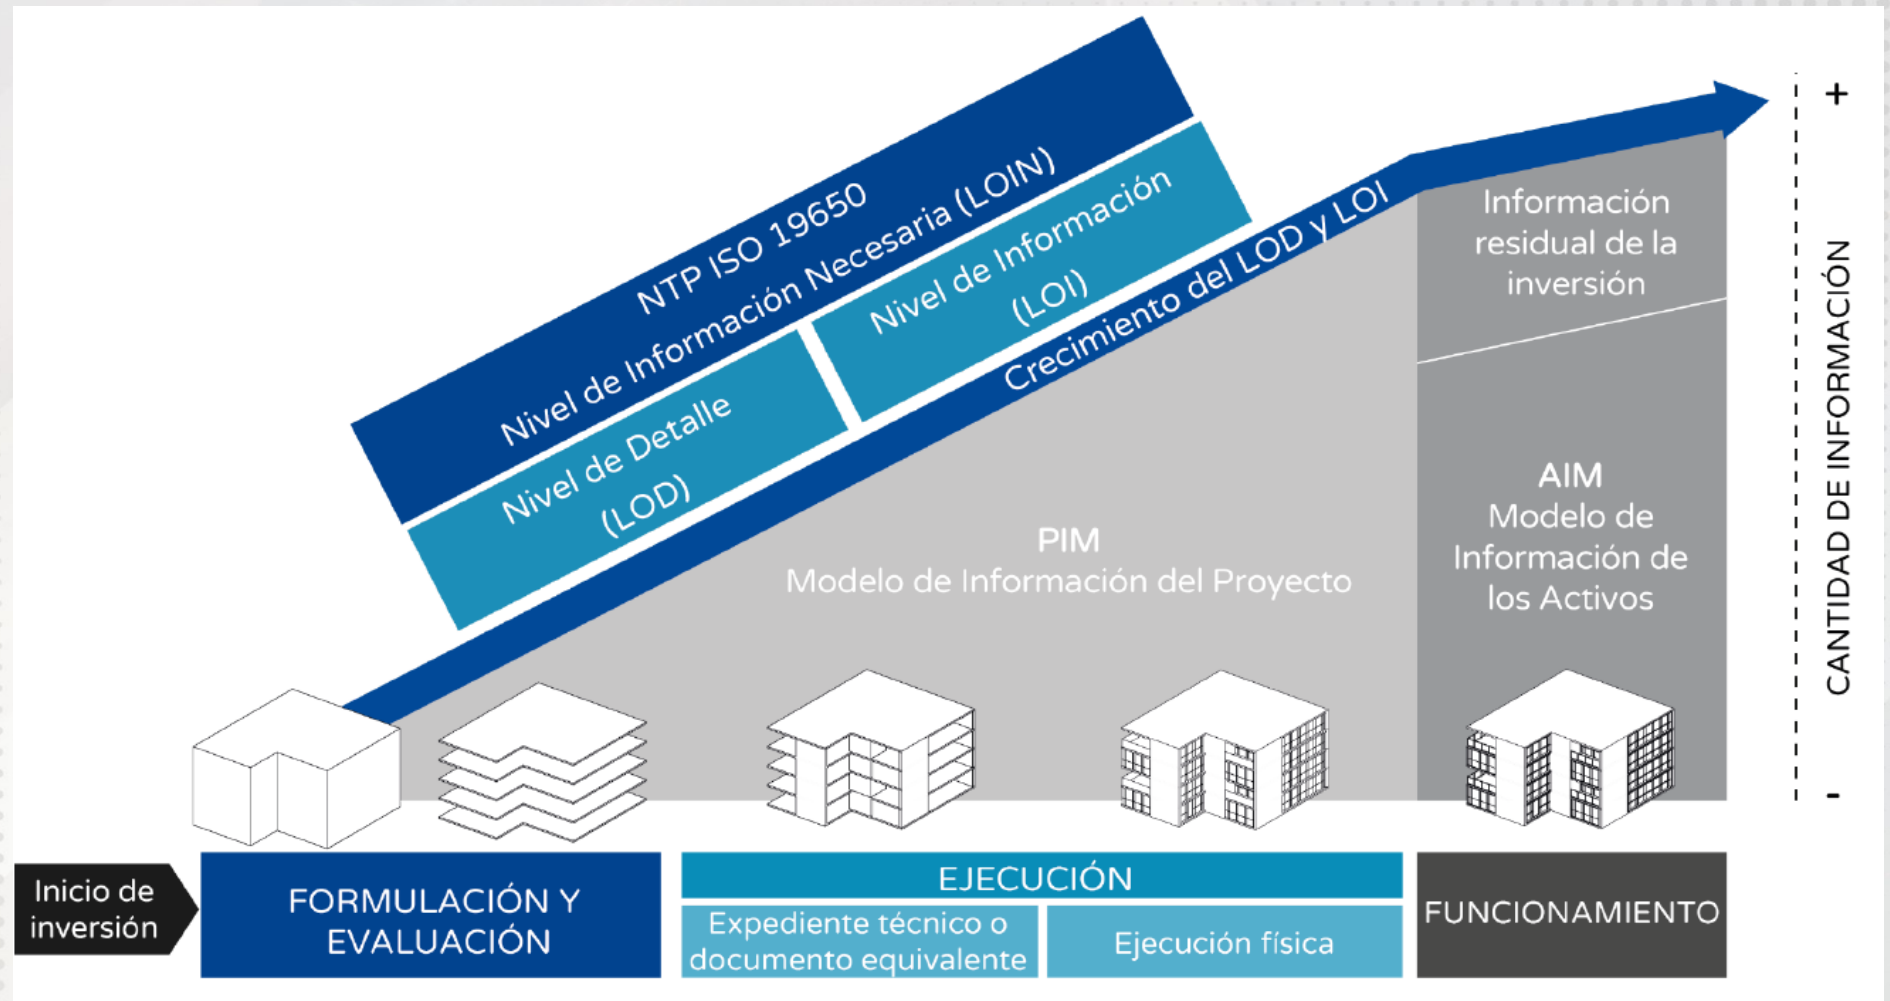 NTP ISO 19650
Nivel de Información Necesaria (LOIN)
Nivel de Detalle
(LOD)
Nivel de Información
(LOI)
Crecimiento del LOD y LOI
Información
residual de la
inversión
PIM
Modelo de Información del Proyecto
AIM
Modelo de
Información de
los Activos
+
CANTIDAD DE INFORMACIÓN
-
Inicio de
inversión
FORMULACIÓN Y
EVALUACIÓN
EJECUCIÓN
Expediente técnico o
documento equivalente
Ejecución física
FUNCIONAMIENTO